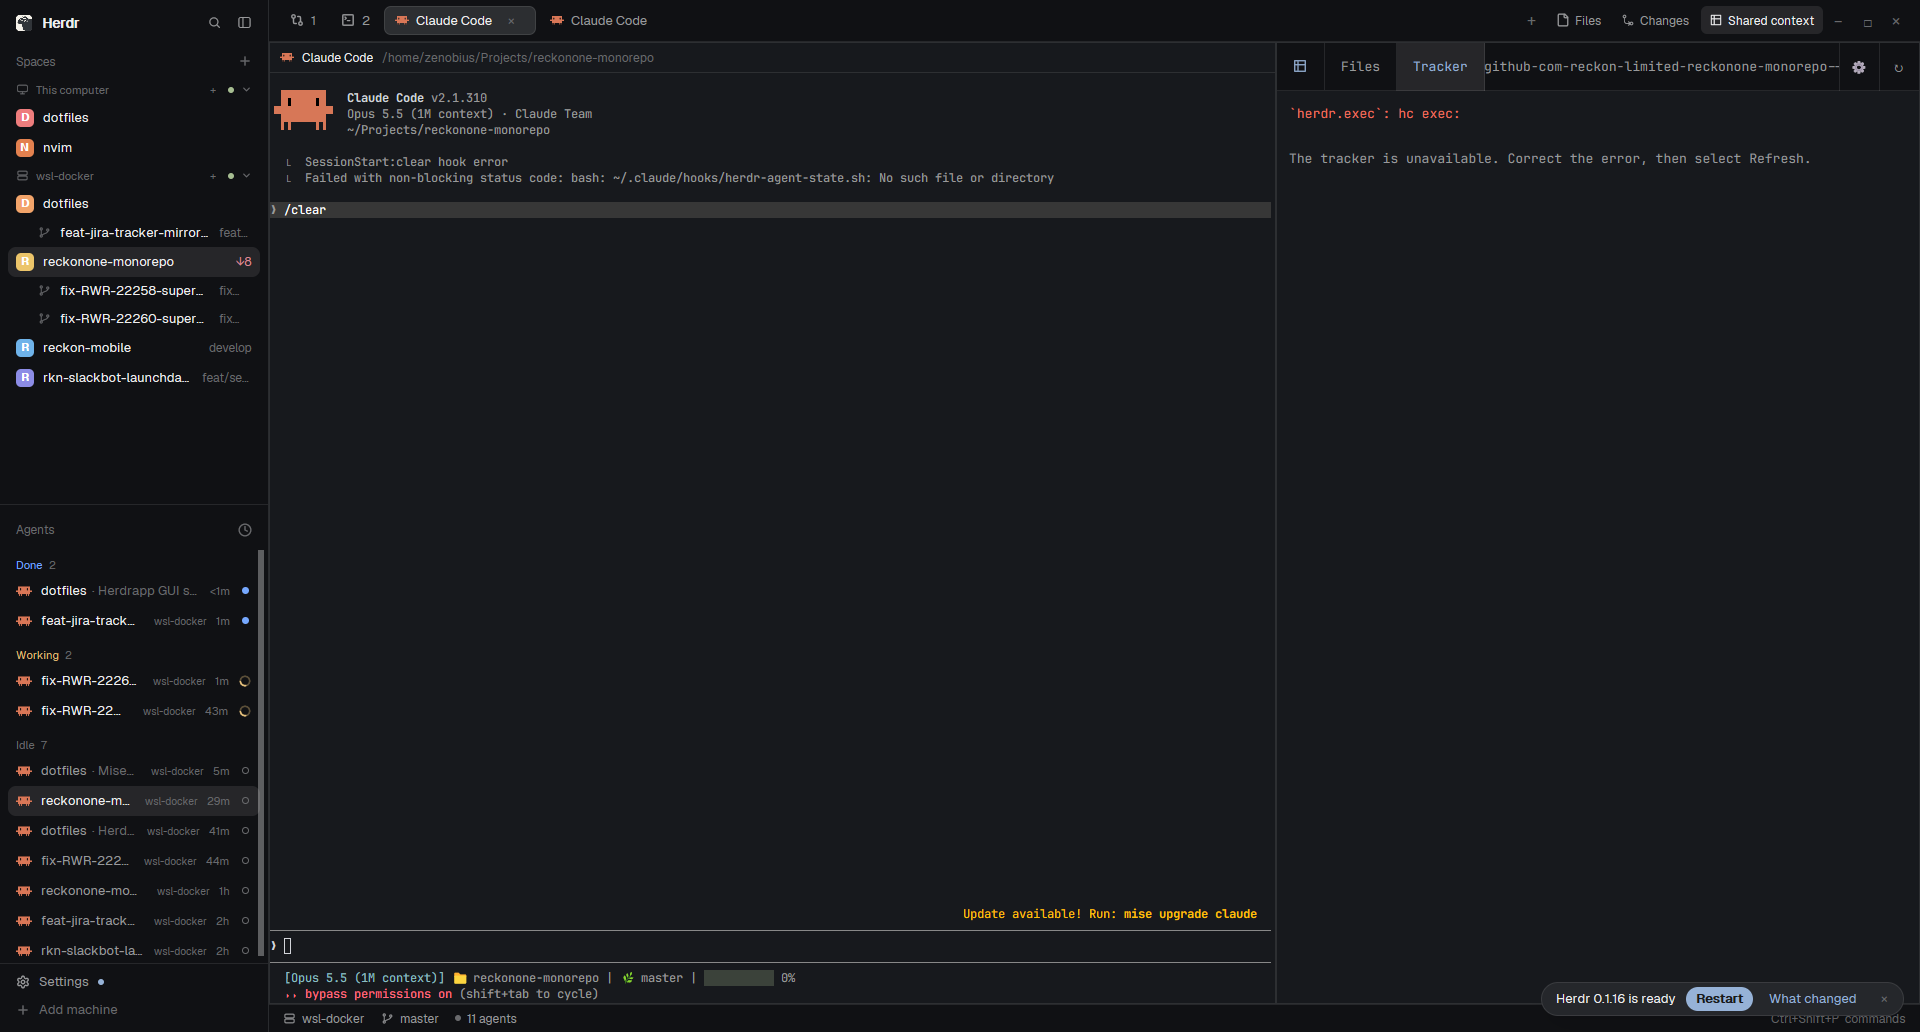 Herdr
Spaces
This computer
D dotfiles
N nvim
wsl-docker
D dotfiles
feat-jira-tracker-mirror… feat…
R reckonone-monorepo ↓8
fix-RWR-22258-super… fix…
fix-RWR-22260-super… fix…
R reckon-mobile develop
R rkn-slackbot-launchda… feat/se…
Agents
Done 2
dotfiles · Herdrapp GUI s… <1m
feat-jira-track… wsl-docker 1m
Working 2
fix-RWR-2226… wsl-docker 1m
fix-RWR-22… wsl-docker 43m
Idle 7
dotfiles · Mise… wsl-docker 5m
reckonone-m… wsl-docker 29m
dotfiles · Herd… wsl-docker 41m
fix-RWR-222… wsl-docker 44m
reckonone-mo… wsl-docker 1h
feat-jira-track… wsl-docker 2h
rkn-slackbot-la… wsl-docker 2h
Settings
+ Add machine
1 2 Claude Code × Claude Code
+ Files Changes Shared context
Claude Code /home/zenobius/Projects/reckonone-monorepo
Claude Code v2.1.310
Opus 5.5 (1M context) · Claude Team
~/Projects/reckonone-monorepo
└ SessionStart:clear hook error
└ Failed with non-blocking status code: bash: ~/.claude/hooks/herdr-agent-state.sh: No such file or directory
❯ /clear
Update available! Run: mise upgrade claude
❯
[Opus 5.5 (1M context)] 📁 reckonone-monorepo | 🌿 master | 0%
⏵⏵ bypass permissions on (shift+tab to cycle)
wsl-docker master 11 agents
Files Tracker github-com-reckon-limited-reckonone-monorepo--
`herdr.exec`: hc exec:
The tracker is unavailable. Correct the error, then select Refresh.
Herdr 0.1.16 is ready Restart What changed ×
Ctrl+Shift+P commands